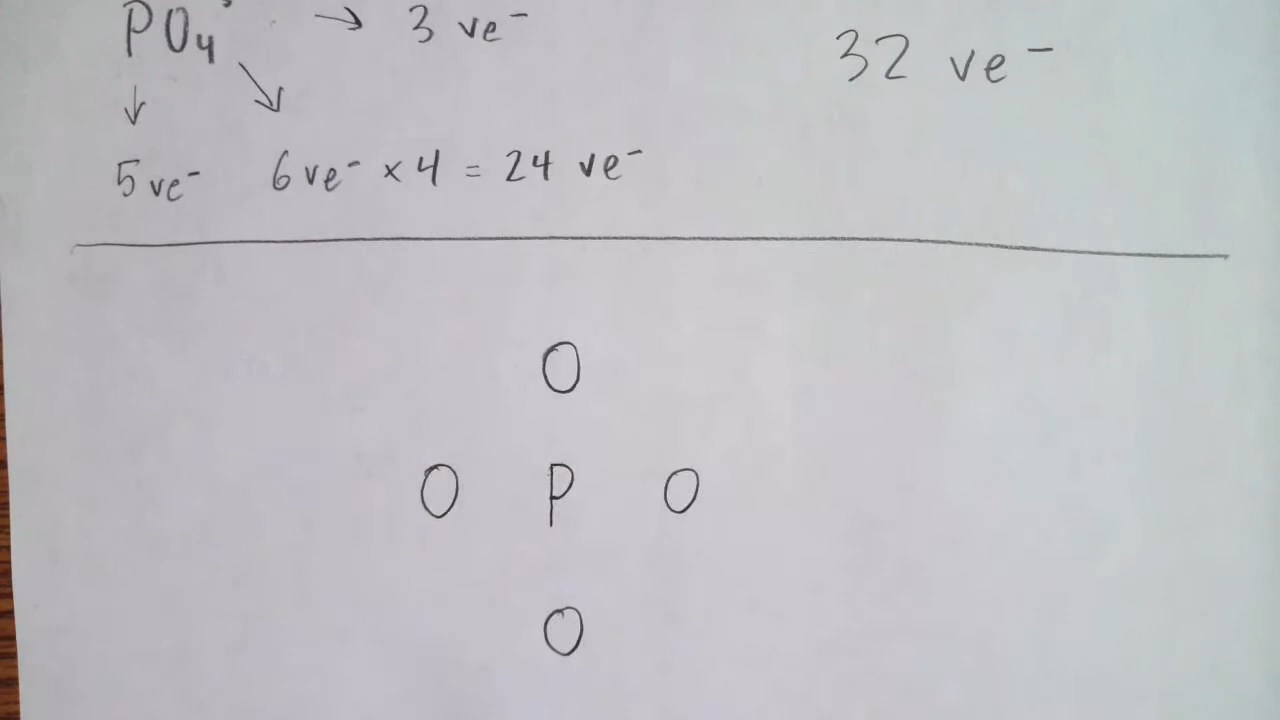 PO₄ → 3 ve⁻
32 ve⁻
↓ ↘
5 ve⁻ 6 ve⁻ × 4 = 24 ve⁻
O
O P O
O